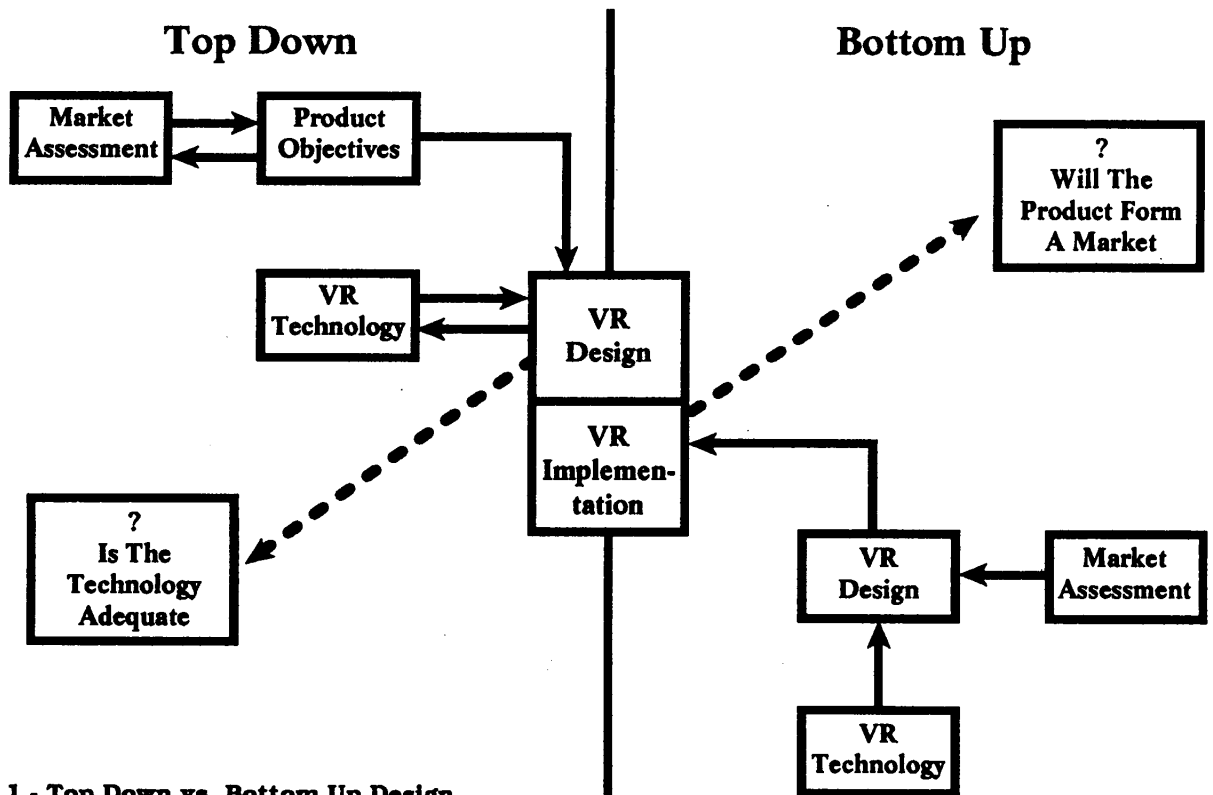 Top Down
Bottom Up
Market
Assessment
Product
Objectives
?
Will The
Product Form
A Market
VR
Technology
VR
Design
VR
Implemen-
tation
?
Is The
Technology
Adequate
VR
Design
Market
Assessment
VR
Technology
1 - Top Down vs. Bottom Up Design